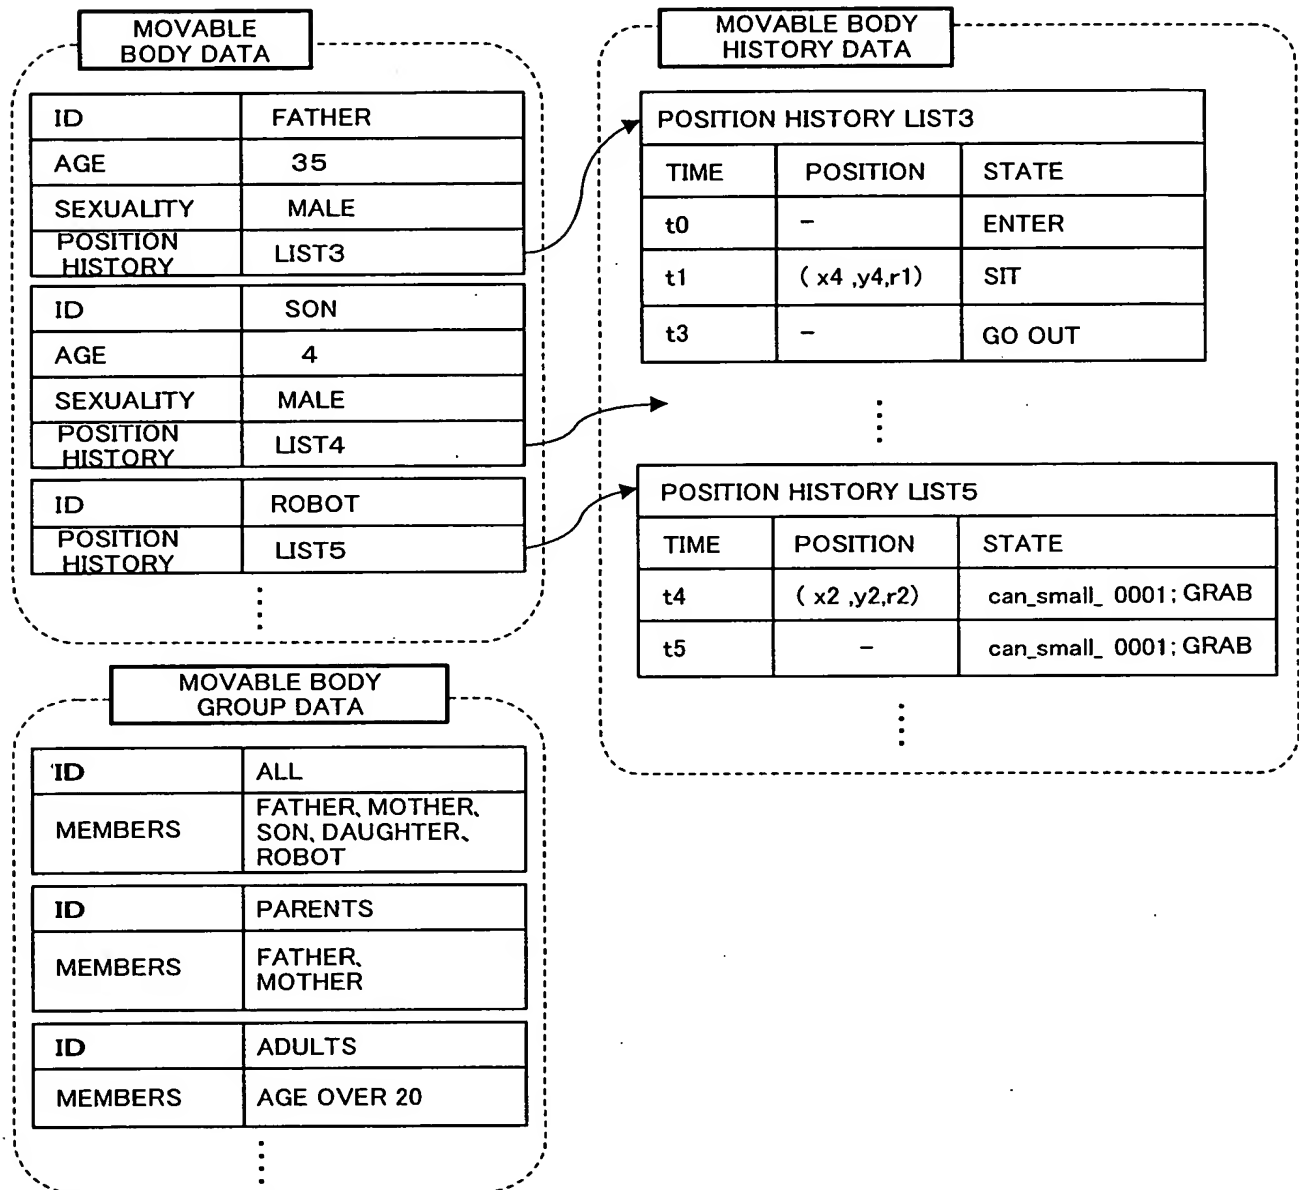 MOVABLE
BODY DATA
ID FATHER
AGE 35
SEXUALITY MALE
POSITION
HISTORY LIST3
ID SON
AGE 4
SEXUALITY MALE
POSITION
HISTORY LIST4
ID ROBOT
POSITION
HISTORY LIST5
MOVABLE BODY
HISTORY DATA
POSITION HISTORY LIST3
TIME POSITION STATE
t0 – ENTER
t1 ( x4 ,y4,r1) SIT
t3 – GO OUT
POSITION HISTORY LIST5
TIME POSITION STATE
t4 ( x2 ,y2,r2) can_small_ 0001; GRAB
t5 – can_small_ 0001; GRAB
MOVABLE BODY
GROUP DATA
ID ALL
MEMBERS FATHER、MOTHER、
SON、DAUGHTER、
ROBOT
ID PARENTS
MEMBERS FATHER、
MOTHER
ID ADULTS
MEMBERS AGE OVER 20